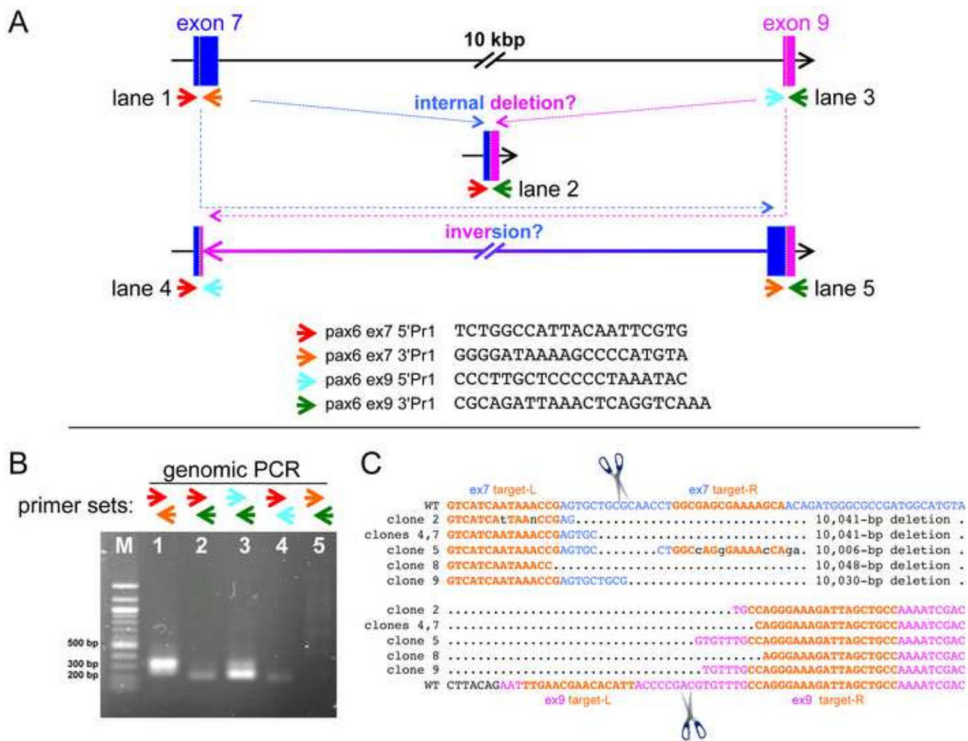 A
exon 7
exon 9
10 kbp
lane 1
internal deletion?
lane 3
lane 2
inversion?
lane 4
lane 5
pax6 ex7 5'Pr1 TCTGGCCATTACAATTCGTG
pax6 ex7 3'Pr1 GGGGATAAAAGCCCCATGTA
pax6 ex9 5'Pr1 CCCTTGCTCCCCCTAAATAC
pax6 ex9 3'Pr1 CGCAGATTAAACTCAGGTCAAA
B
genomic PCR
primer sets:
M 1 2 3 4 5
500 bp
300 bp
200 bp
C
ex7 target-L ex7 target-R
WT GTCATCAATAAACCGAGTGCTGCGCAACCTGGCGAGCGAAAAGCAACAGATGGGCGCCGATGGCATGTA
clone 2 GTCATCAtTAAnCCGAG................................ 10,041-bp deletion ....
clones 4,7 GTCATCAATAAACCGAGTGC............................. 10,041-bp deletion ....
clone 5 GTCATCAATAAACCGAGTGC........CTGGCcAGgGAAAAcCAga. 10,006-bp deletion ....
clone 8 GTCATCAATAAACC................................... 10,048-bp deletion ....
clone 9 GTCATCAATAAACCGAGTGCTGCG......................... 10,030-bp deletion ....
clone 2 ......................................TGCCAGGGAAAGATTAGCTGCCAAAATCGAC
clones 4,7 ........................................CCAGGGAAAGATTAGCTGCCAAAATCGAC
clone 5 .................................GTGTTTGCCAGGGAAAGATTAGCTGCCAAAATCGAC
clone 8 .........................................AGGGAAAGATTAGCTGCCAAAATCGAC
clone 9 ..................................TGTTTGCCAGGGAAAGATTAGCTGCCAAAATCGAC
WT CTTACAGAATTTGAACGAACACATTACCCCGACGTGTTTGCCAGGGAAAGATTAGCTGCCAAAATCGAC
ex9 target-L ex9 target-R